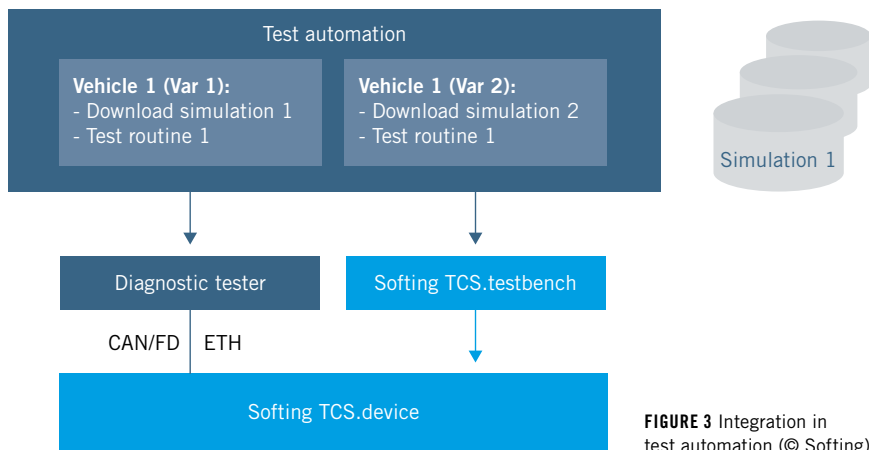 Test automation
Vehicle 1 (Var 1):
- Download simulation 1
- Test routine 1
Vehicle 1 (Var 2):
- Download simulation 2
- Test routine 1
Simulation 1
Diagnostic tester
Softing TCS.testbench
CAN/FD
ETH
Softing TCS.device
FIGURE 3 Integration in
test automation (© Softing)